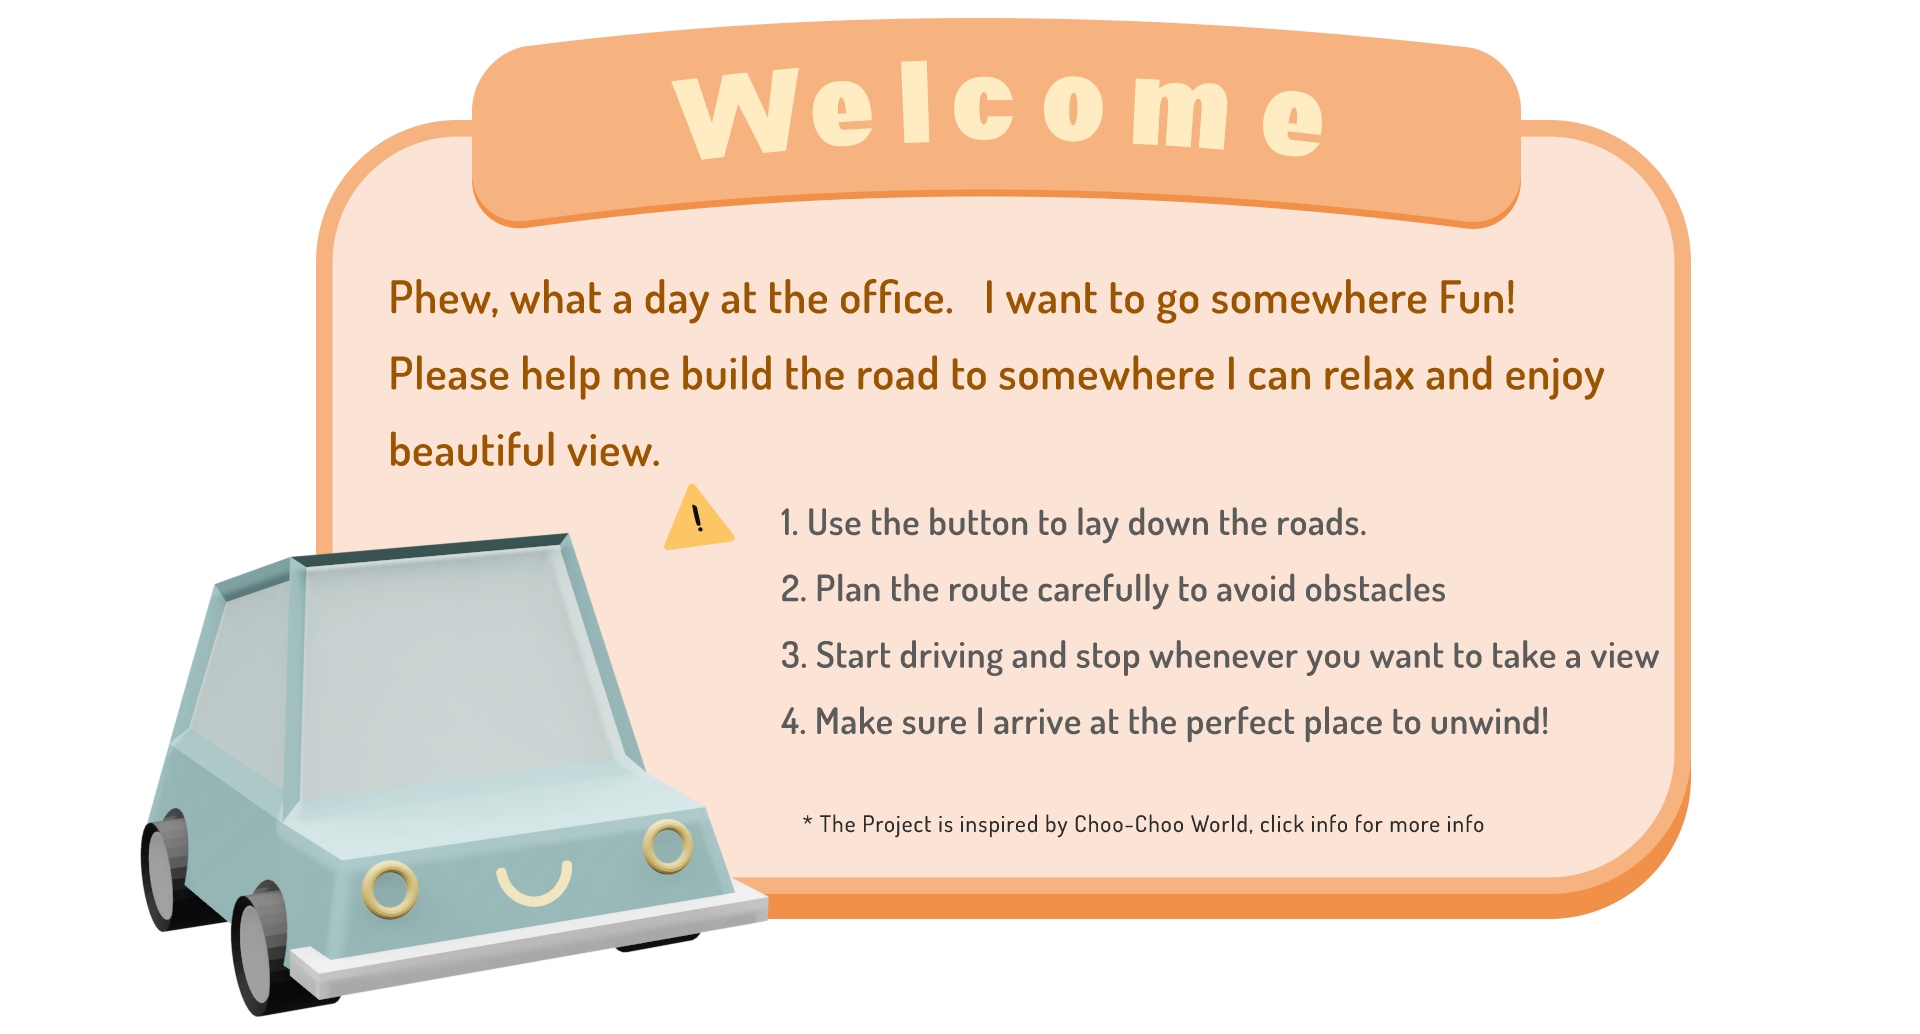 Welcome
Phew, what a day at the office. I want to go somewhere Fun!
Please help me build the road to somewhere I can relax and enjoy
beautiful view.
!
1. Use the button to lay down the roads.
2. Plan the route carefully to avoid obstacles
3. Start driving and stop whenever you want to take a view
4. Make sure I arrive at the perfect place to unwind!
* The Project is inspired by Choo-Choo World, click info for more info